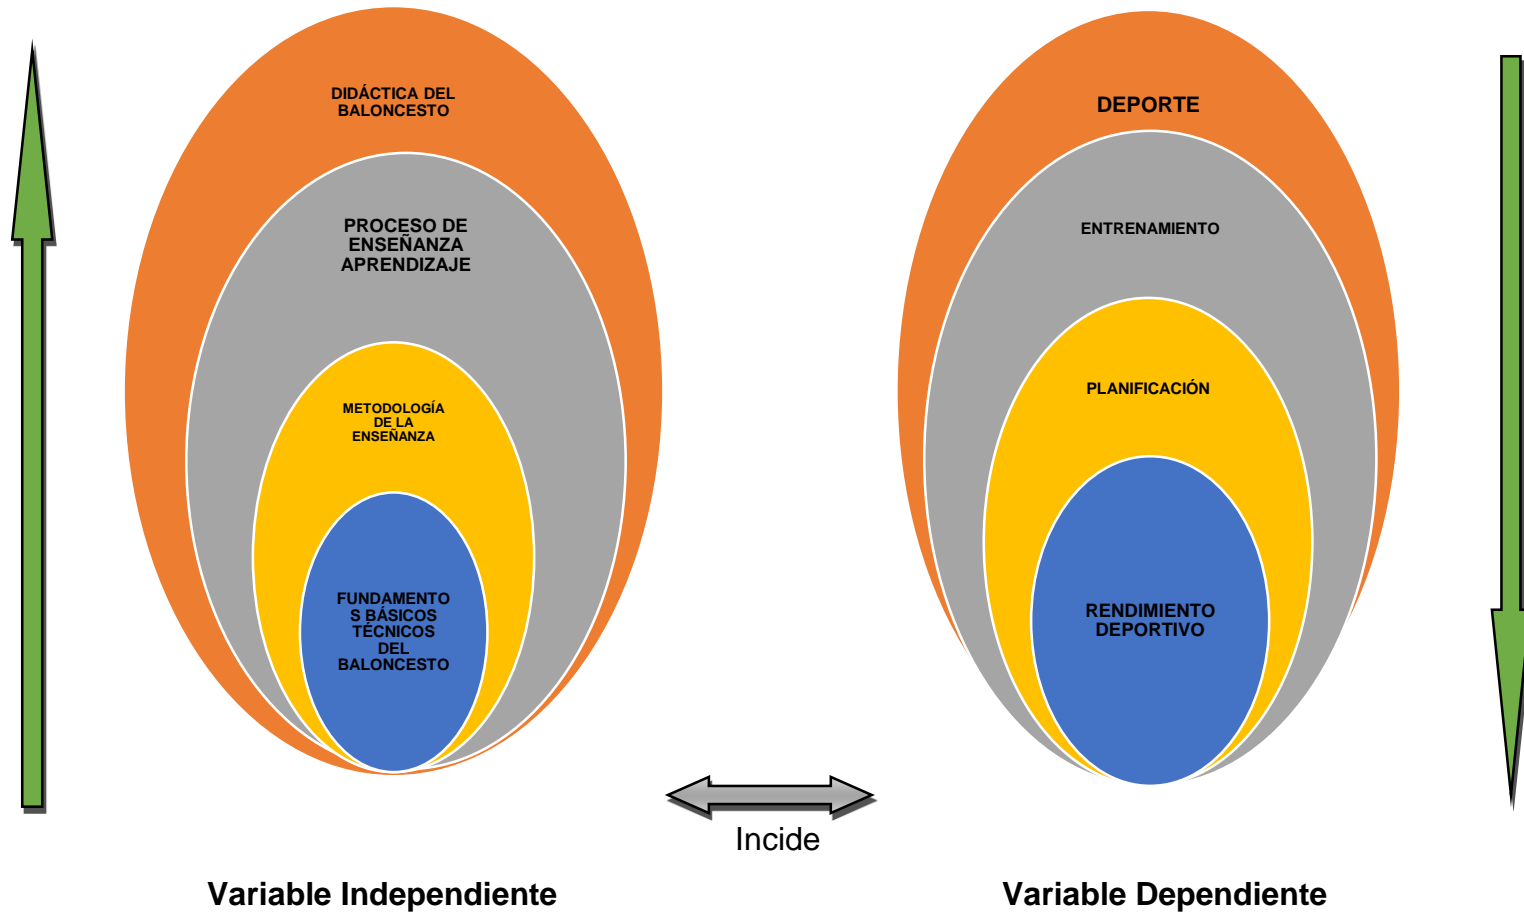 DIDÁCTICA DEL
BALONCESTO
PROCESO DE
ENSEÑANZA
APRENDIZAJE
METODOLOGÍA
DE LA
ENSEÑANZA
FUNDAMENTO
S BÁSICOS
TÉCNICOS
DEL
BALONCESTO
DEPORTE
ENTRENAMIENTO
PLANIFICACIÓN
RENDIMIENTO
DEPORTIVO
Incide
Variable Independiente
Variable Dependiente